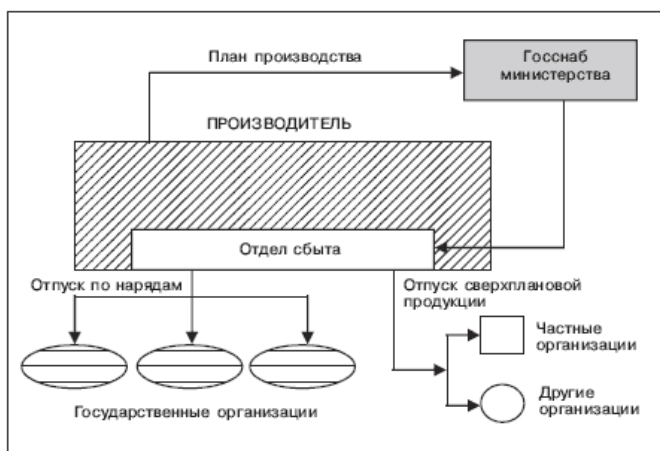 План производства
Госснаб
министерства
ПРОИЗВОДИТЕЛЬ
Отдел сбыта
Отпуск по нарядам
Отпуск сверхплановой
продукции
Частные
организации
Государственные организации
Другие
организации